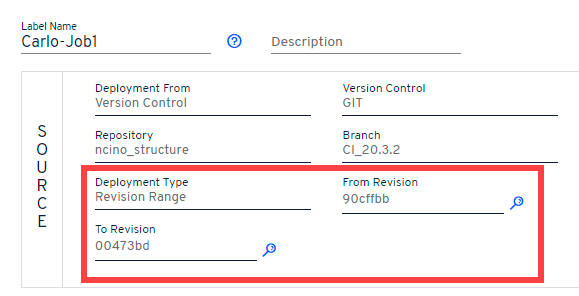 Label Name
Carlo-Job1
Description
SOURCE
Deployment From
Version Control
Version Control
GIT
Repository
ncino_structure
Branch
CI_20.3.2
Deployment Type
Revision Range
From Revision
90cffbb
To Revision
00473bd